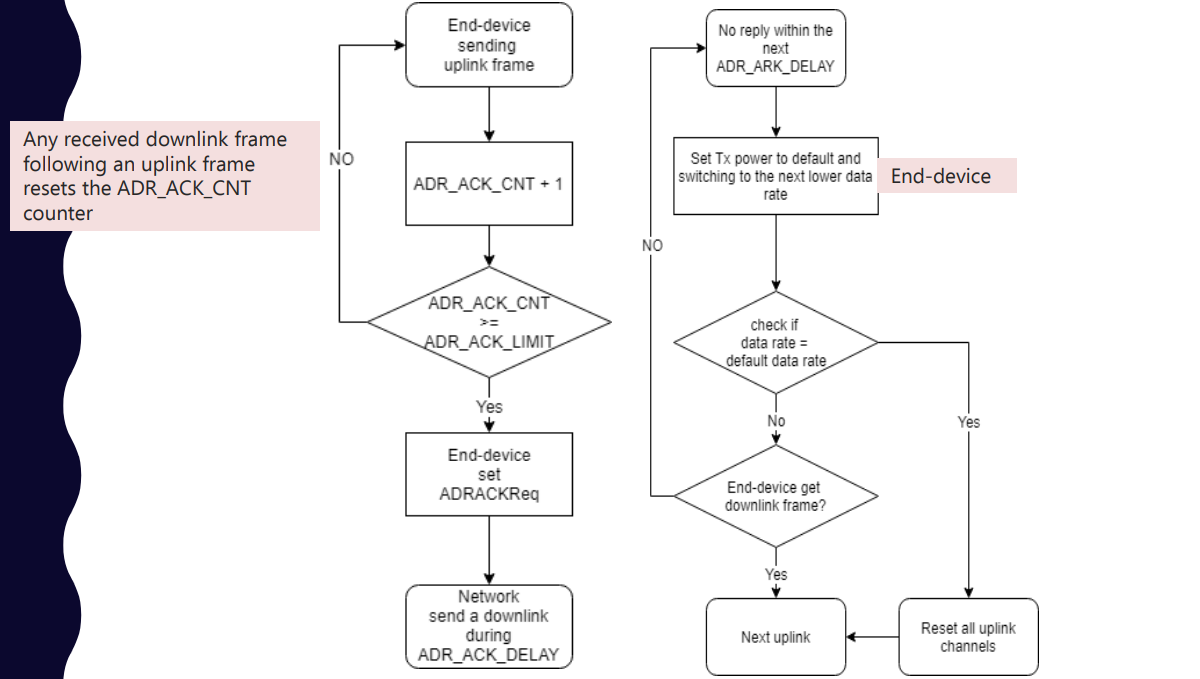 Any received downlink frame
following an uplink frame
resets the ADR_ACK_CNT
counter
End-device
sending
uplink frame
NO
ADR_ACK_CNT + 1
ADR_ACK_CNT
>=
ADR_ACK_LIMIT
Yes
End-device
set
ADRACKReq
Network
send a downlink
during
ADR_ACK_DELAY
No reply within the
next
ADR_ARK_DELAY
Set Tx power to default and
switching to the next lower data
rate
End-device
NO
check if
data rate =
default data rate
No
Yes
End-device get
downlink frame?
Yes
Next uplink
Reset all uplink
channels